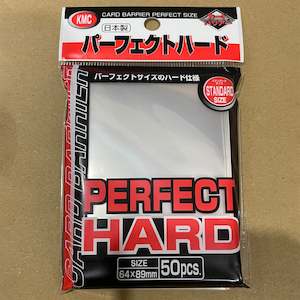 KMC
CARD BARRIER PERFECT SIZE
日本製
パーフェクトハード
パーフェクトサイズのハード仕様
STANDARD
SIZE
CARD BARRIER
PERFECT
HARD
SIZE
64×89mm
50pcs.